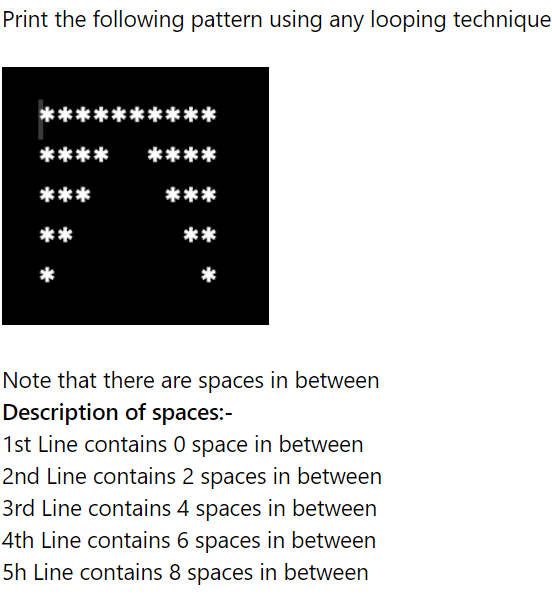 Print the following pattern using any looping technique
**********
****  ****
***    ***
**      **
*        *
Note that there are spaces in between
Description of spaces:-
1st Line contains 0 space in between
2nd Line contains 2 spaces in between
3rd Line contains 4 spaces in between
4th Line contains 6 spaces in between
5h Line contains 8 spaces in between